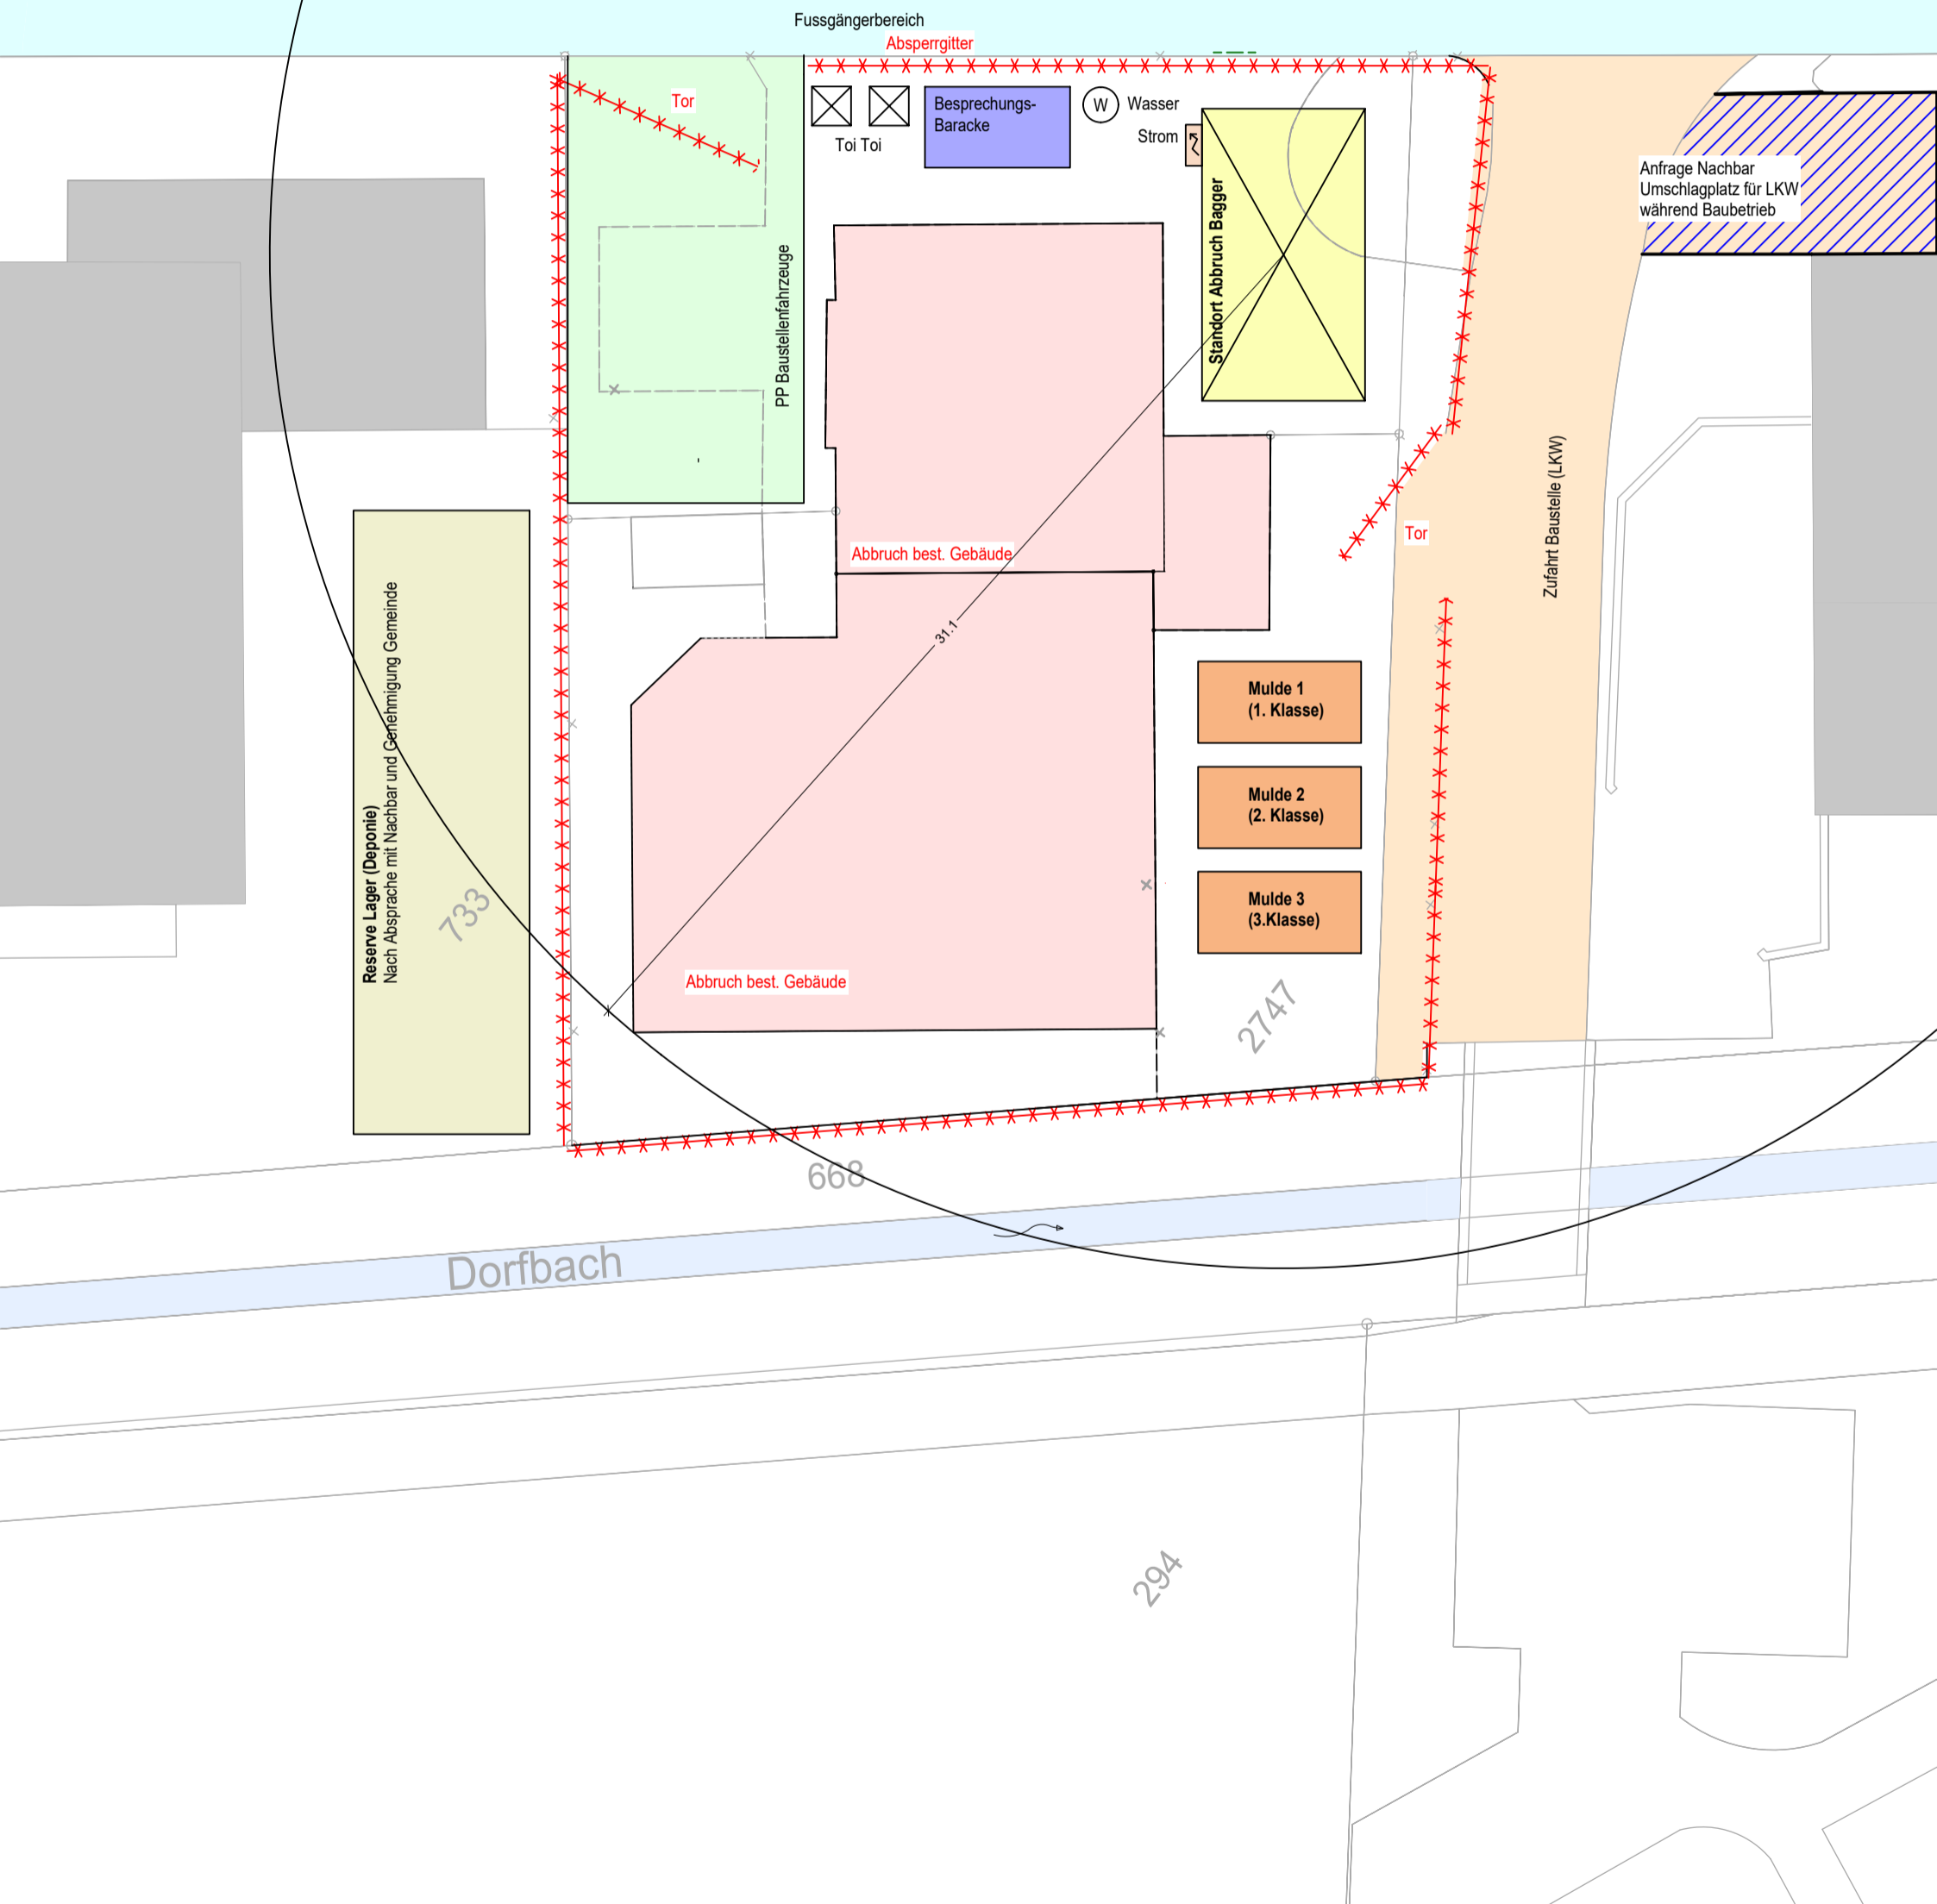 Fussgängerbereich
Absperrgitter
Tor
Toi Toi
Besprechungs-
Baracke
W
Wasser
Strom
Standort Abbruch Bagger
Anfrage Nachbar
Umschlagplatz für LKW
während Baubetrieb
PP Baustellenfahrzeuge
Zufahrt Baustelle (LKW)
Tor
Abbruch best. Gebäude
31.1
Mulde 1
(1. Klasse)
Mulde 2
(2. Klasse)
Mulde 3
(3.Klasse)
Reserve Lager (Deponie)
Nach Absprache mit Nachbar und Genehmigung Gemeinde
733
Abbruch best. Gebäude
2747
668
Dorfbach
294